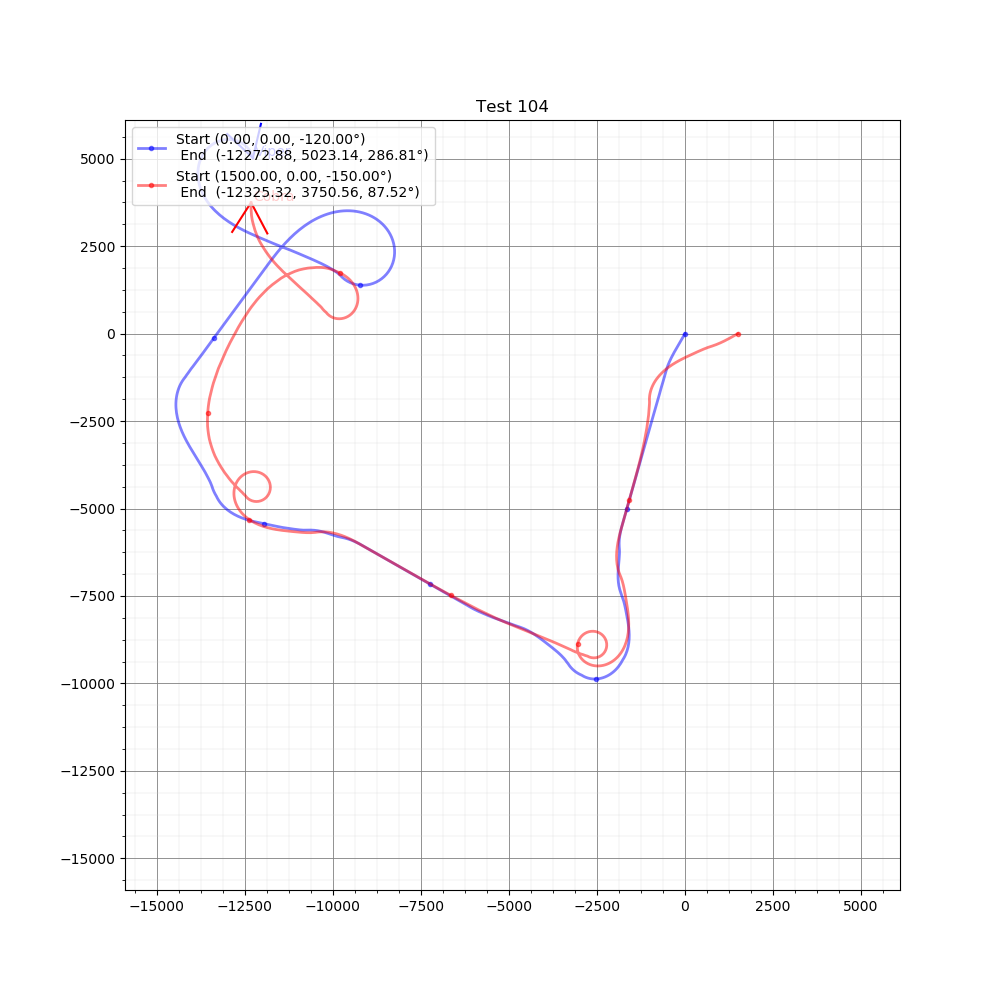 Test 104
Start (0.00, 0.00, -120.00°)
End (-12272.88, 5023.14, 286.81°)
Start (1500.00, 0.00, -150.00°)
End (-12325.32, 3750.56, 87.52°)
5000
2500
0
−2500
−5000
−7500
−10000
−12500
−15000
−15000 −12500 −10000 −7500 −5000 −2500 0 2500 5000